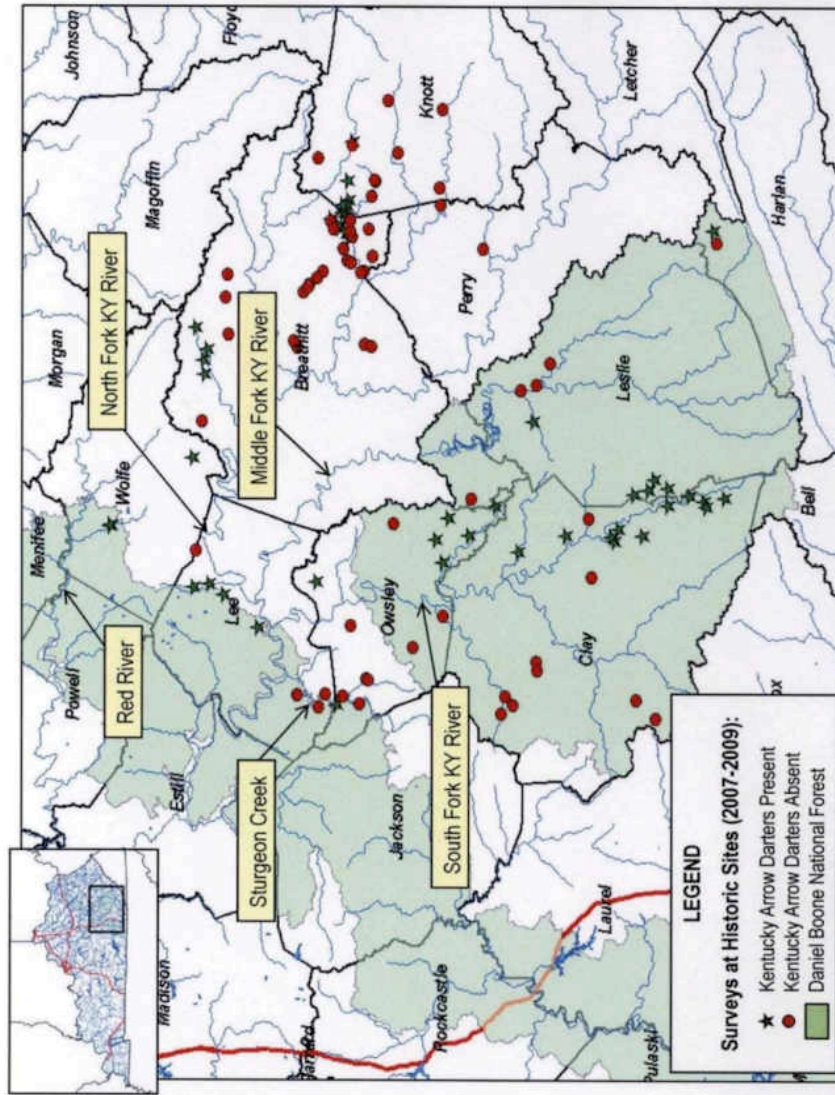 Johnson
Floy
Magoffin
Morgan
North Fork KY River
Menifee
Wolfe
Powell
Red River
Lee
Estill
Madison
Sturgeon Creek
Middle Fork KY River
Breathitt
Knott
Letcher
Perry
Owsley
South Fork KY River
Jackson
Rockcastle
Leslie
Harlan
Clay
Bell
ox
Laurel
Pulaski
LEGEND
Surveys at Historic Sites (2007-2009):
Kentucky Arrow Darters Present
Kentucky Arrow Darters Absent
Daniel Boone National Forest